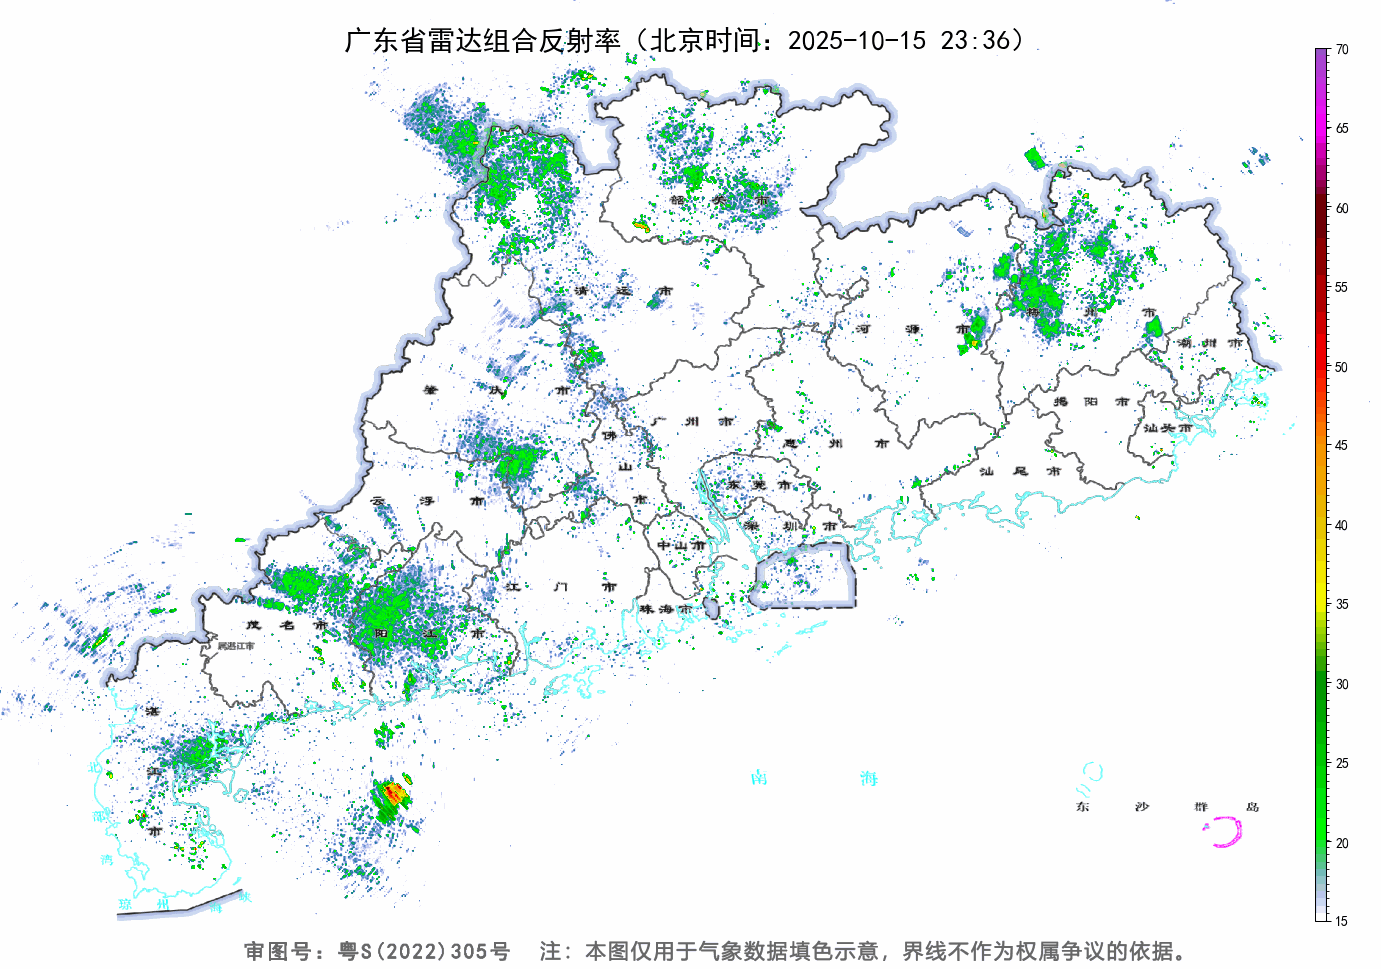 广东省雷达组合反射率（北京时间：2025-10-15 23:36）
70
65
60
55
50
45
40
35
30
25
20
15
韶 关 市
清 远 市
河 源 市
梅 州 市
潮 州 市
肇 庆 市
广 州 市
佛 山 市
惠 州 市
揭 阳 市
汕头市
汕 尾 市
云 浮 市
东 莞 市
深 圳 市
中山市
江 门 市
珠海市
茂 名 市
阳 江 市
属湛江市
湛 江 市
北 部 湾
琼 州 海 峡
南 海
东 沙 群 岛
审图号：粤S(2022)305号 注：本图仅用于气象数据填色示意，界线不作为权属争议的依据。